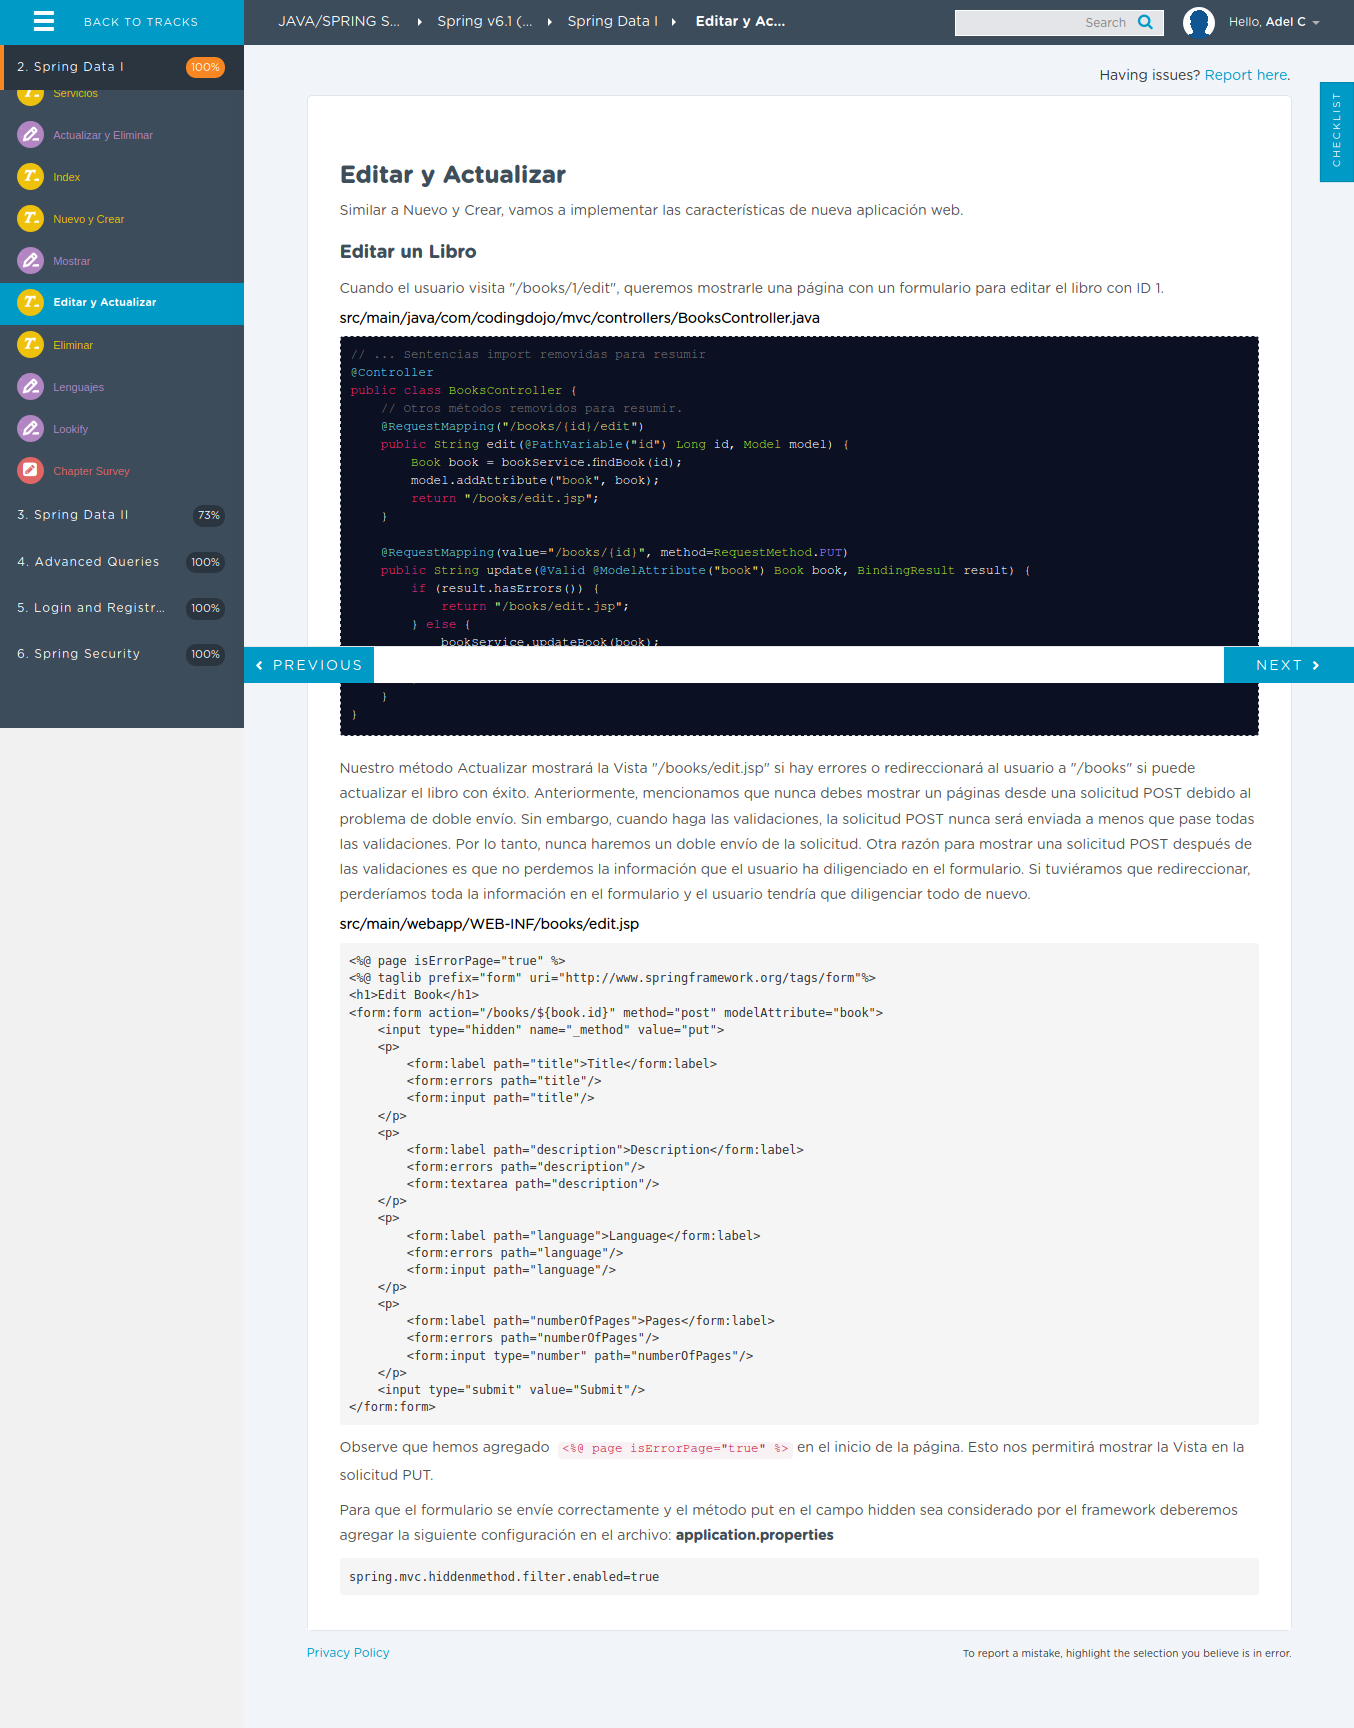 BACK TO TRACKS
JAVA/SPRING S...
Spring v6.1 (...
Spring Data I
Editar y Ac...
Search
Hello, Adel C
2. Spring Data I
100%
Servicios
Actualizar y Eliminar
Index
Nuevo y Crear
Mostrar
Editar y Actualizar
Eliminar
Lenguajes
Lookify
Chapter Survey
3. Spring Data II
73%
4. Advanced Queries
100%
5. Login and Registr...
100%
6. Spring Security
100%
Having issues? Report here.
CHECKLIST
Editar y Actualizar
Similar a Nuevo y Crear, vamos a implementar las características de nueva aplicación web.
Editar un Libro
Cuando el usuario visita "/books/1/edit", queremos mostrarle una página con un formulario para editar el libro con ID 1.
src/main/java/com/codingdojo/mvc/controllers/BooksController.java
// ... Sentencias import removidas para resumir
@Controller
public class BooksController {
    // Otros métodos removidos para resumir.
    @RequestMapping("/books/{id}/edit")
    public String edit(@PathVariable("id") Long id, Model model) {
        Book book = bookService.findBook(id);
        model.addAttribute("book", book);
        return "/books/edit.jsp";
    }
    @RequestMapping(value="/books/{id}", method=RequestMethod.PUT)
    public String update(@Valid @ModelAttribute("book") Book book, BindingResult result) {
        if (result.hasErrors()) {
            return "/books/edit.jsp";
        } else {
            bookService.updateBook(book);
PREVIOUS
NEXT
    }
}
Nuestro método Actualizar mostrará la Vista "/books/edit.jsp" si hay errores o redireccionará al usuario a "/books" si puede
actualizar el libro con éxito. Anteriormente, mencionamos que nunca debes mostrar un páginas desde una solicitud POST debido al
problema de doble envío. Sin embargo, cuando haga las validaciones, la solicitud POST nunca será enviada a menos que pase todas
las validaciones. Por lo tanto, nunca haremos un doble envío de la solicitud. Otra razón para mostrar una solicitud POST después de
las validaciones es que no perdemos la información que el usuario ha diligenciado en el formulario. Si tuviéramos que redireccionar,
perderíamos toda la información en el formulario y el usuario tendría que diligenciar todo de nuevo.
src/main/webapp/WEB-INF/books/edit.jsp
<%@ page isErrorPage="true" %>
<%@ taglib prefix="form" uri="http://www.springframework.org/tags/form"%>
<h1>Edit Book</h1>
<form:form action="/books/${book.id}" method="post" modelAttribute="book">
    <input type="hidden" name="_method" value="put">
    <p>
        <form:label path="title">Title</form:label>
        <form:errors path="title"/>
        <form:input path="title"/>
    </p>
    <p>
        <form:label path="description">Description</form:label>
        <form:errors path="description"/>
        <form:textarea path="description"/>
    </p>
    <p>
        <form:label path="language">Language</form:label>
        <form:errors path="language"/>
        <form:input path="language"/>
    </p>
    <p>
        <form:label path="numberOfPages">Pages</form:label>
        <form:errors path="numberOfPages"/>
        <form:input type="number" path="numberOfPages"/>
    </p>
    <input type="submit" value="Submit"/>
</form:form>
Observe que hemos agregado <%@ page isErrorPage="true" %> en el inicio de la página. Esto nos permitirá mostrar la Vista en la
solicitud PUT.
Para que el formulario se envíe correctamente y el método put en el campo hidden sea considerado por el framework deberemos
agregar la siguiente configuración en el archivo: application.properties
spring.mvc.hiddenmethod.filter.enabled=true
Privacy Policy
To report a mistake, highlight the selection you believe is in error.